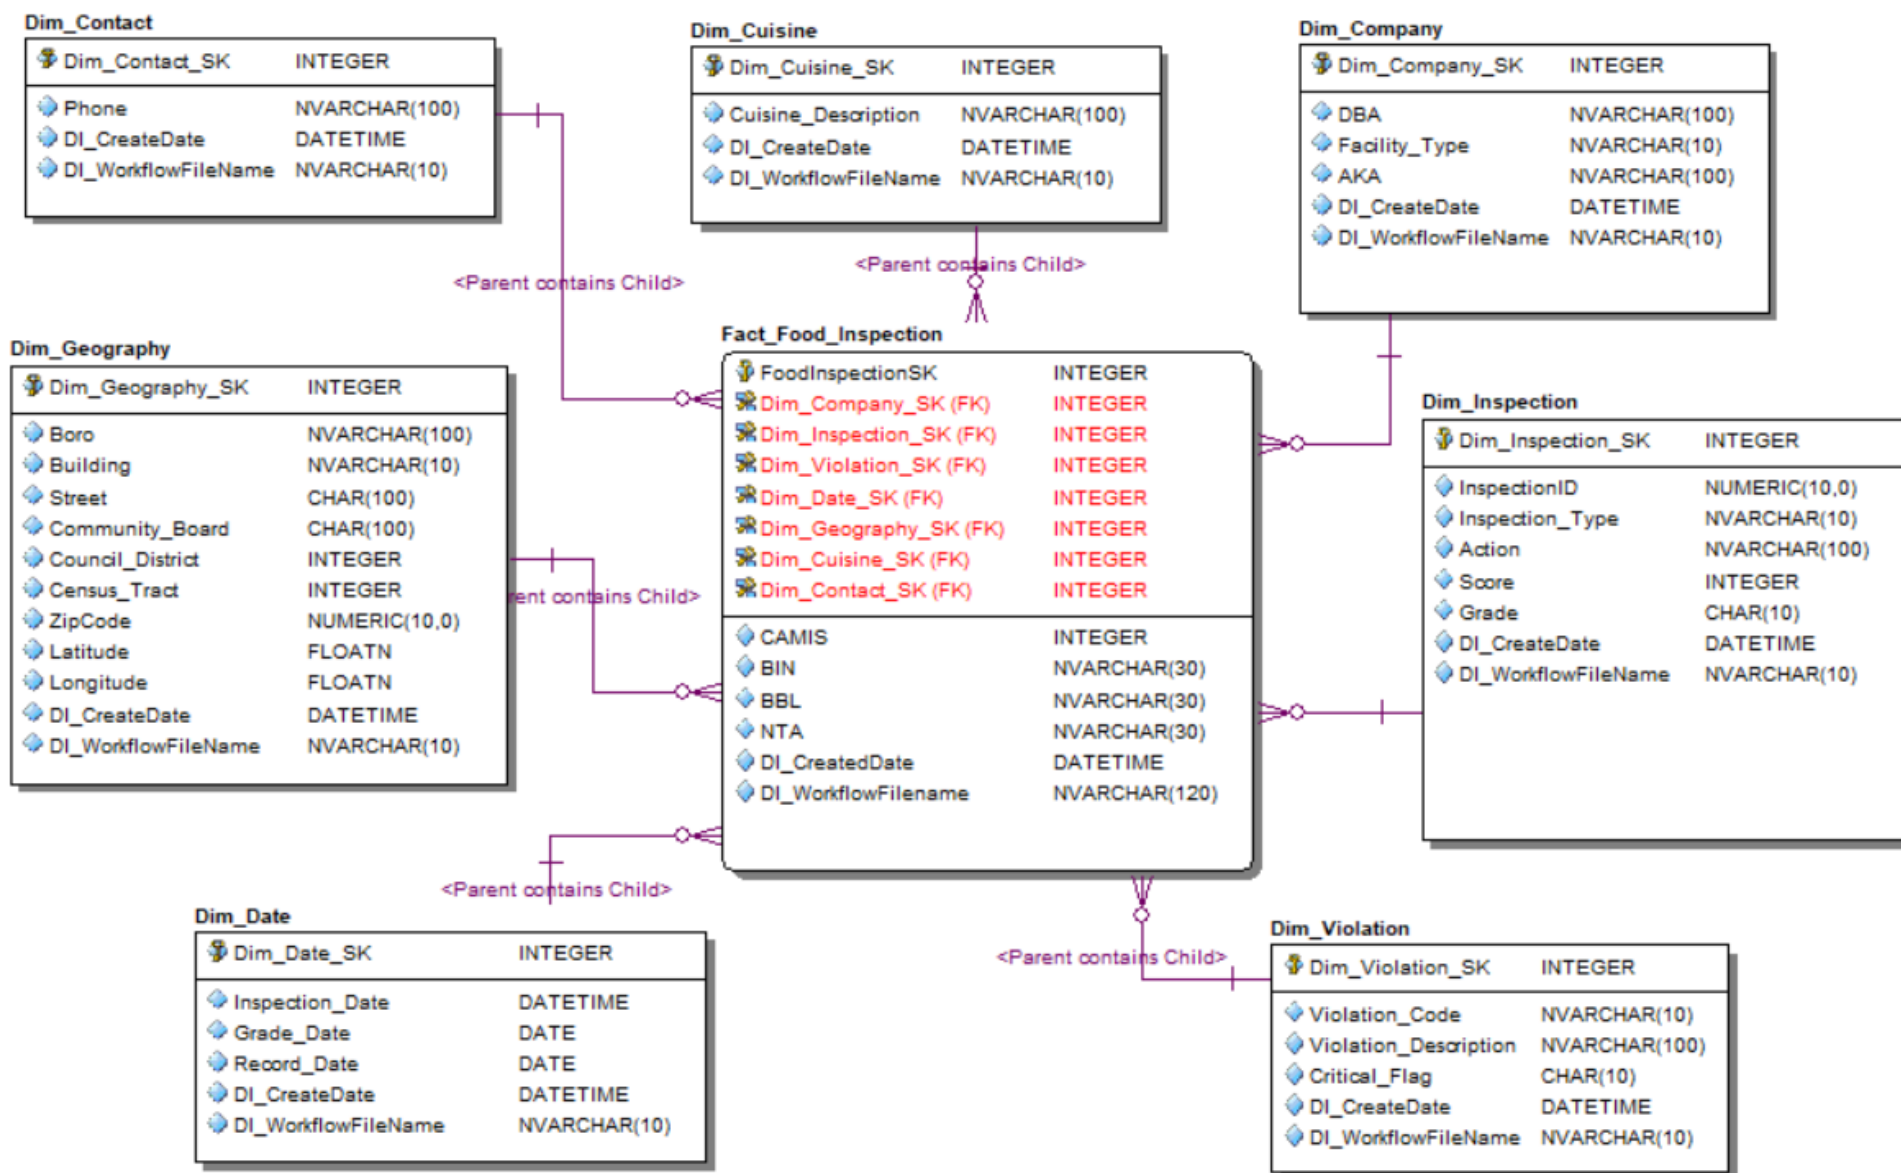 Dim_Contact
Dim_Contact_SK INTEGER
Phone NVARCHAR(100)
DI_CreateDate DATETIME
DI_WorkflowFileName NVARCHAR(10)
<Parent contains Child>
Dim_Cuisine
Dim_Cuisine_SK INTEGER
Cuisine_Description NVARCHAR(100)
DI_CreateDate DATETIME
DI_WorkflowFileName NVARCHAR(10)
<Parent contains Child>
Dim_Company
Dim_Company_SK INTEGER
DBA NVARCHAR(100)
Facility_Type NVARCHAR(10)
AKA NVARCHAR(100)
DI_CreateDate DATETIME
DI_WorkflowFileName NVARCHAR(10)
Dim_Geography
Dim_Geography_SK INTEGER
Boro NVARCHAR(100)
Building NVARCHAR(10)
Street CHAR(100)
Community_Board CHAR(100)
Council_District INTEGER
Census_Tract INTEGER
ZipCode NUMERIC(10,0)
Latitude FLOATN
Longitude FLOATN
DI_CreateDate DATETIME
DI_WorkflowFileName NVARCHAR(10)
rent contains Child>
Fact_Food_Inspection
FoodInspectionSK INTEGER
Dim_Company_SK (FK) INTEGER
Dim_Inspection_SK (FK) INTEGER
Dim_Violation_SK (FK) INTEGER
Dim_Date_SK (FK) INTEGER
Dim_Geography_SK (FK) INTEGER
Dim_Cuisine_SK (FK) INTEGER
Dim_Contact_SK (FK) INTEGER
CAMIS INTEGER
BIN NVARCHAR(30)
BBL NVARCHAR(30)
NTA NVARCHAR(30)
DI_CreatedDate DATETIME
DI_WorkflowFilename NVARCHAR(120)
Dim_Inspection
Dim_Inspection_SK INTEGER
InspectionID NUMERIC(10,0)
Inspection_Type NVARCHAR(10)
Action NVARCHAR(100)
Score INTEGER
Grade CHAR(10)
DI_CreateDate DATETIME
DI_WorkflowFileName NVARCHAR(10)
<Parent contains Child>
Dim_Date
Dim_Date_SK INTEGER
Inspection_Date DATETIME
Grade_Date DATE
Record_Date DATE
DI_CreateDate DATETIME
DI_WorkflowFileName NVARCHAR(10)
<Parent contains Child>
Dim_Violation
Dim_Violation_SK INTEGER
Violation_Code NVARCHAR(10)
Violation_Description NVARCHAR(100)
Critical_Flag CHAR(10)
DI_CreateDate DATETIME
DI_WorkflowFileName NVARCHAR(10)